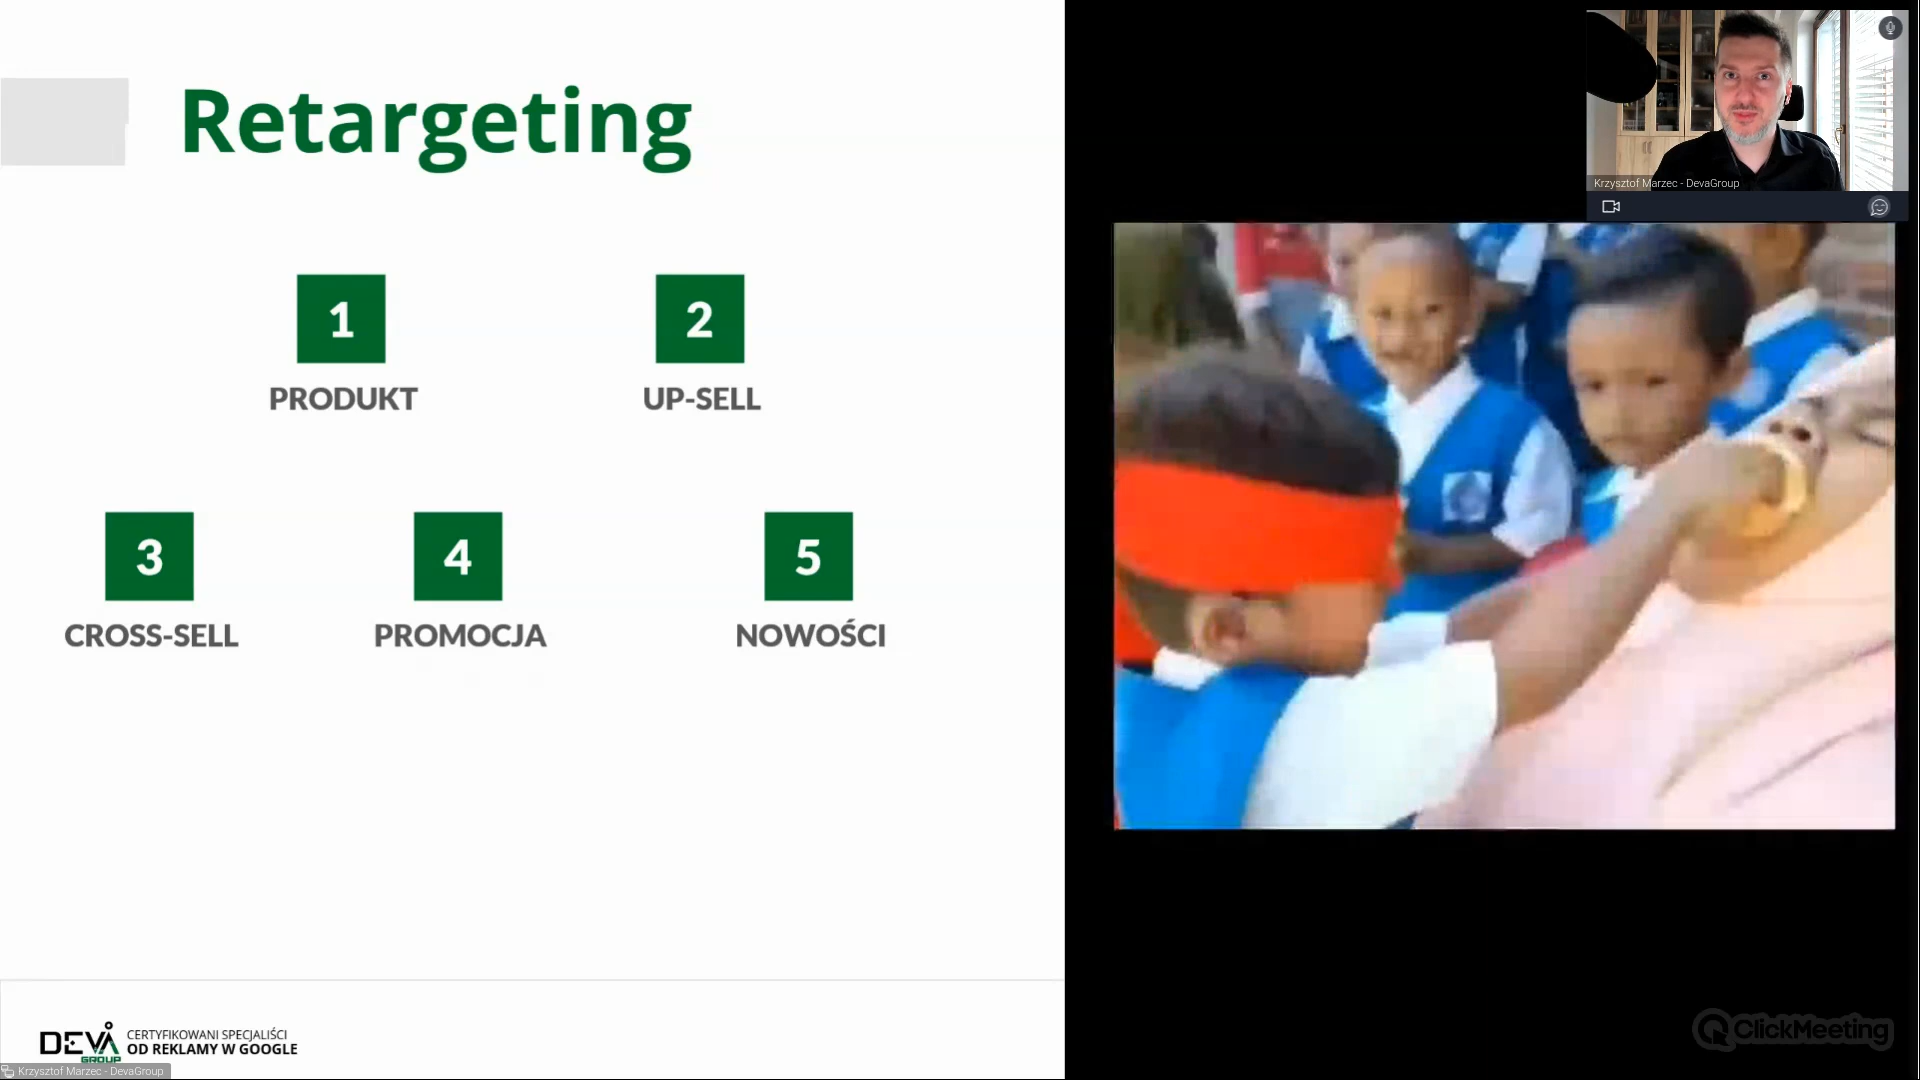 Retargeting
1
PRODUKT
2
UP-SELL
3
CROSS-SELL
4
PROMOCJA
5
NOWOŚCI
DEVA GROUP
CERTYFIKOWANI SPECJALIŚCI
OD REKLAMY W GOOGLE
Krzysztof Marzec - DevaGroup
Krzysztof Marzec - DevaGroup
ClickMeeting